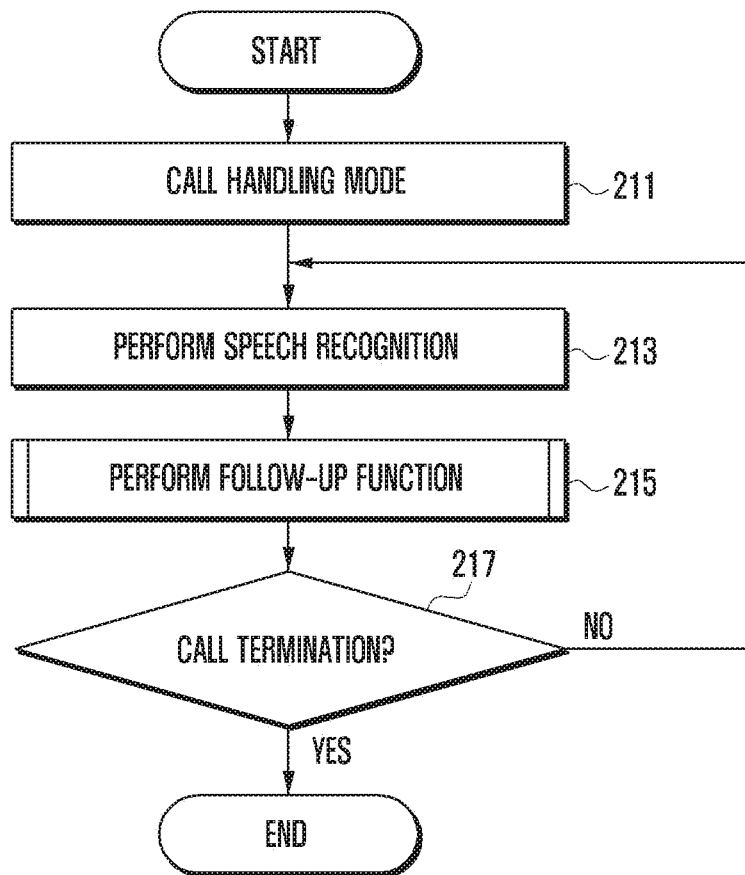 START
CALL HANDLING MODE
211
PERFORM SPEECH RECOGNITION
213
PERFORM FOLLOW-UP FUNCTION
215
217
CALL TERMINATION?
NO
YES
END